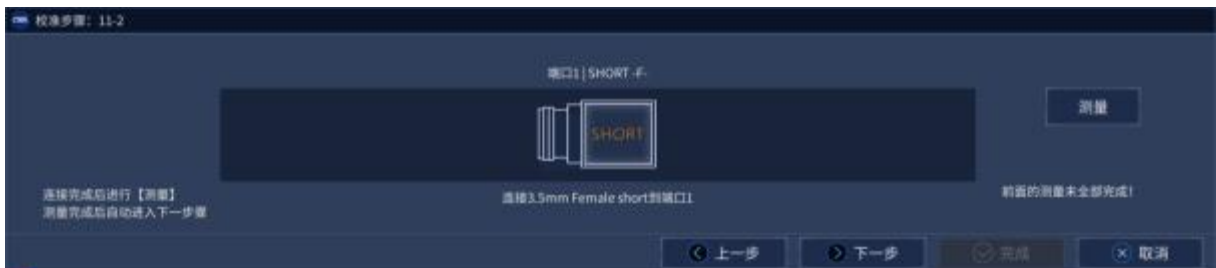 校准步骤：11-2
端口1 | SHORT -F-
SHORT
测量
连接完成后进行【测量】
测量完成后自动进入下一步骤
连接3.5mm Female short到端口1
前面的测量未全部完成！
上一步
下一步
完成
取消